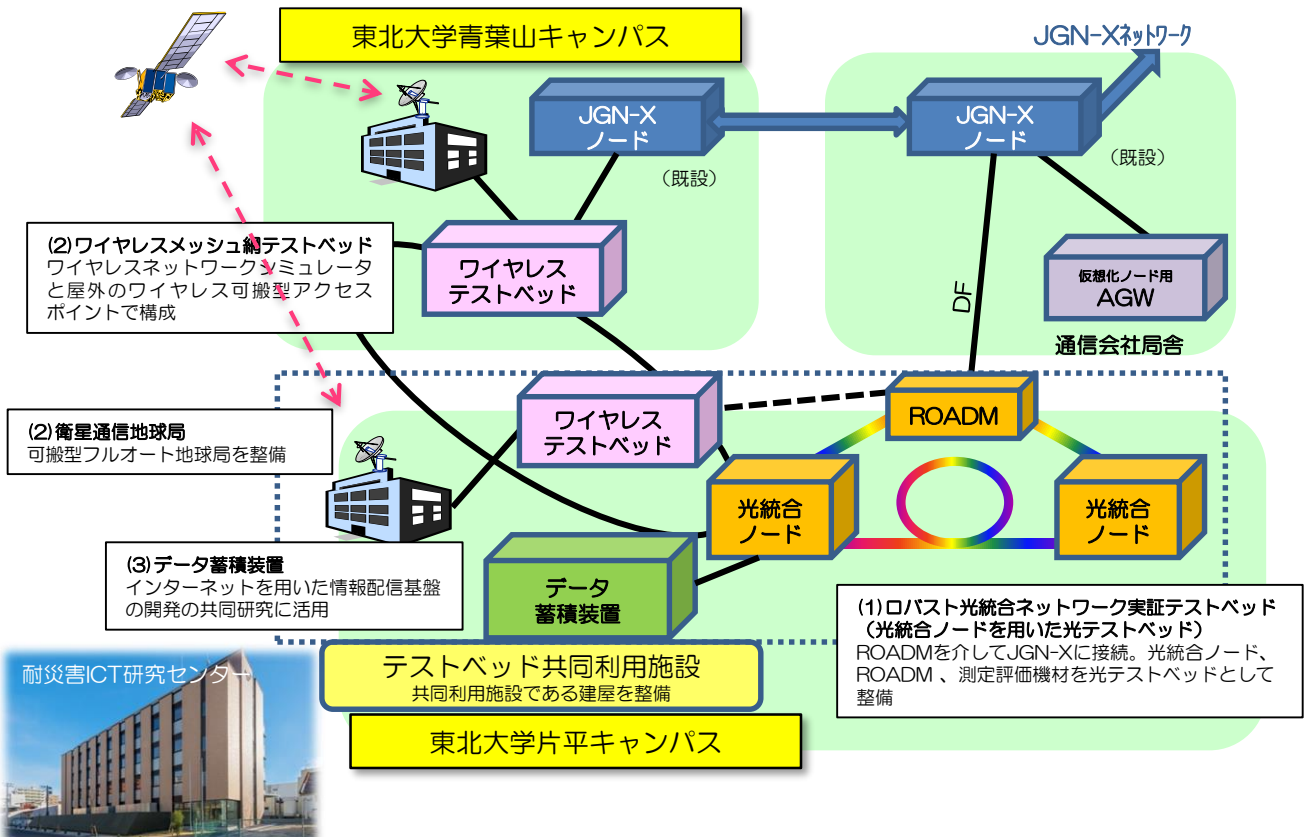 東北大学青葉山キャンパス
JGN-Xネットワーク
JGN-X
ノード
(既設)
JGN-X
ノード
(既設)
(2)ワイヤレスメッシュ網テストベッド
ワイヤレスネットワークシミュレータ
と屋外のワイヤレス可搬型アクセス
ポイントで構成
ワイヤレス
テストベッド
仮想化ノード用
AGW
DF
通信会社局舎
(2)衛星通信地球局
可搬型フルオート地球局を整備
ワイヤレス
テストベッド
ROADM
光統合
ノード
光統合
ノード
(3)データ蓄積装置
インターネットを用いた情報配信基盤
の開発の共同研究に活用
データ
蓄積装置
(1)ロバスト光統合ネットワーク実証テストベッド
(光統合ノードを用いた光テストベッド)
ROADMを介してJGN-Xに接続。光統合ノード、
ROADM 、測定評価機材を光テストベッドとして
整備
耐災害ICT研究センター
テストベッド共同利用施設
共同利用施設である建屋を整備
東北大学片平キャンパス